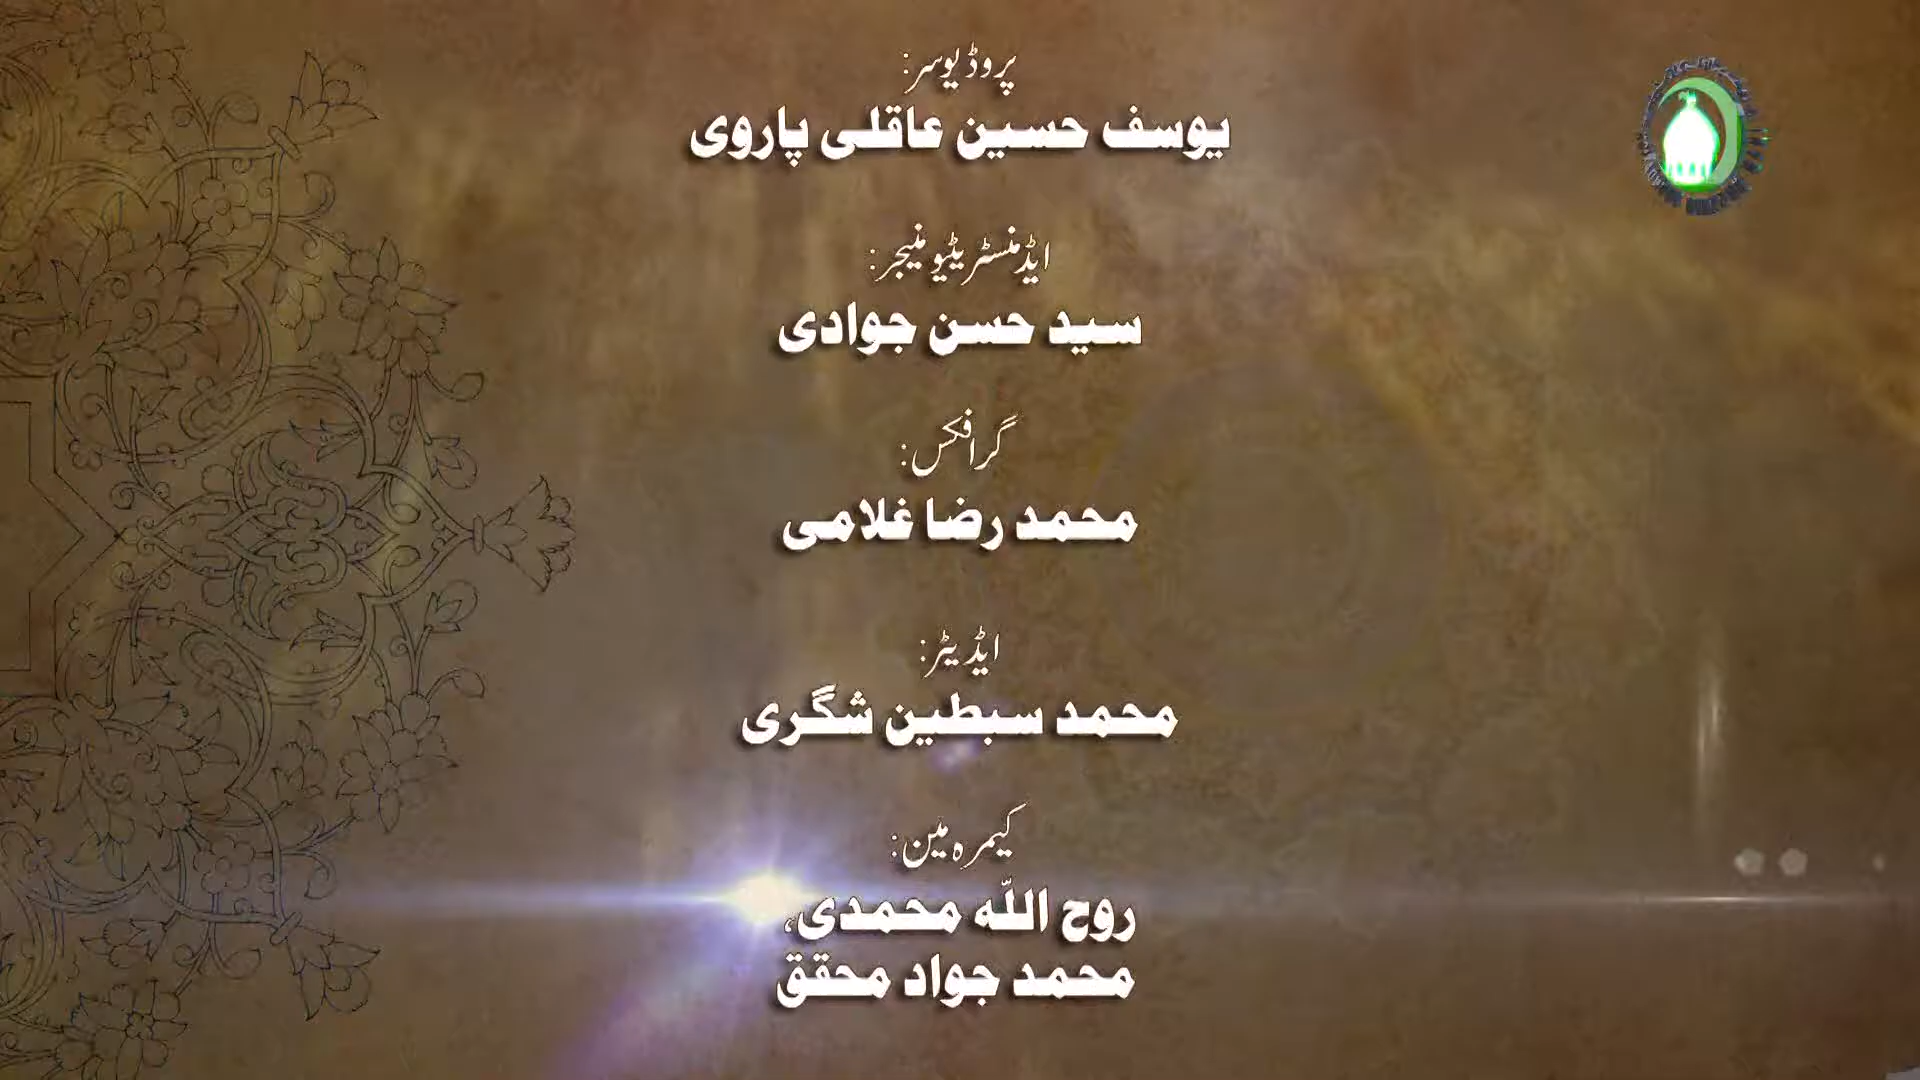 پروڈیوسر:
یوسف حسین عاقلی پاروی
ایڈمنسٹریٹیو منیجر:
سید حسن جوادی
گرافکس:
محمد رضا غلامی
ایڈیٹر:
محمد سبطین شگری
کیمرہ مین:
روح اللّٰہ محمدی،
محمد جواد محقق